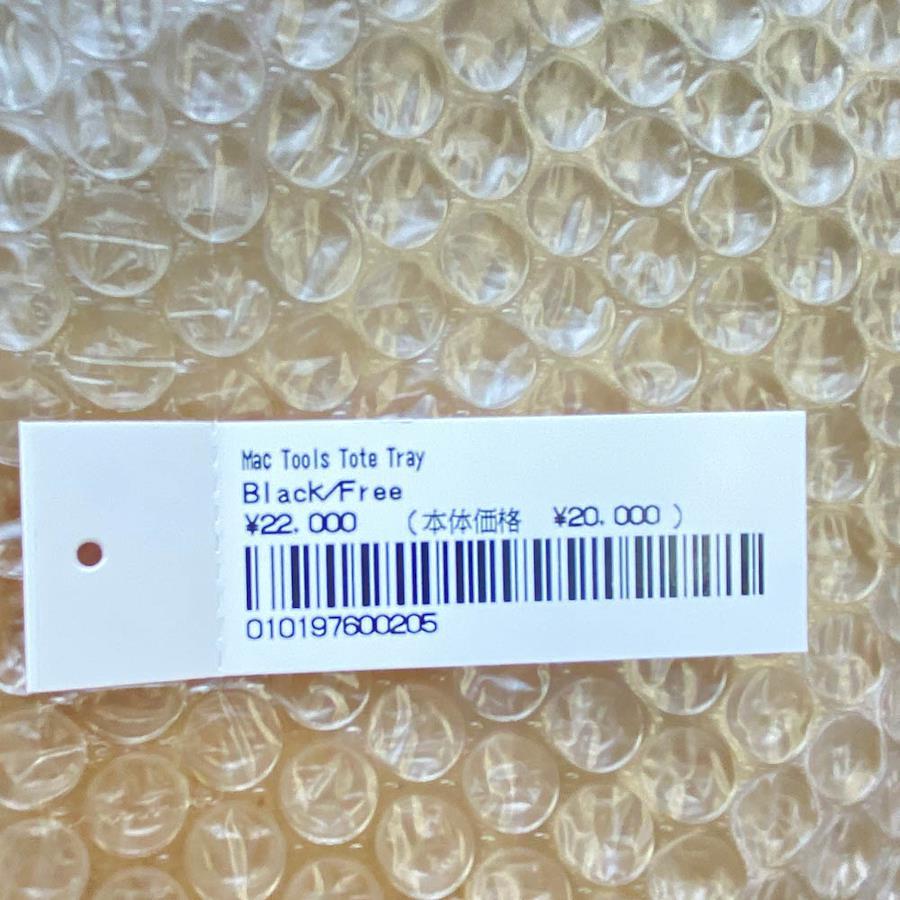 Mac Tools Tote Tray
Black/Free
¥22,000 (本体価格 ¥20,000 )
010197600205